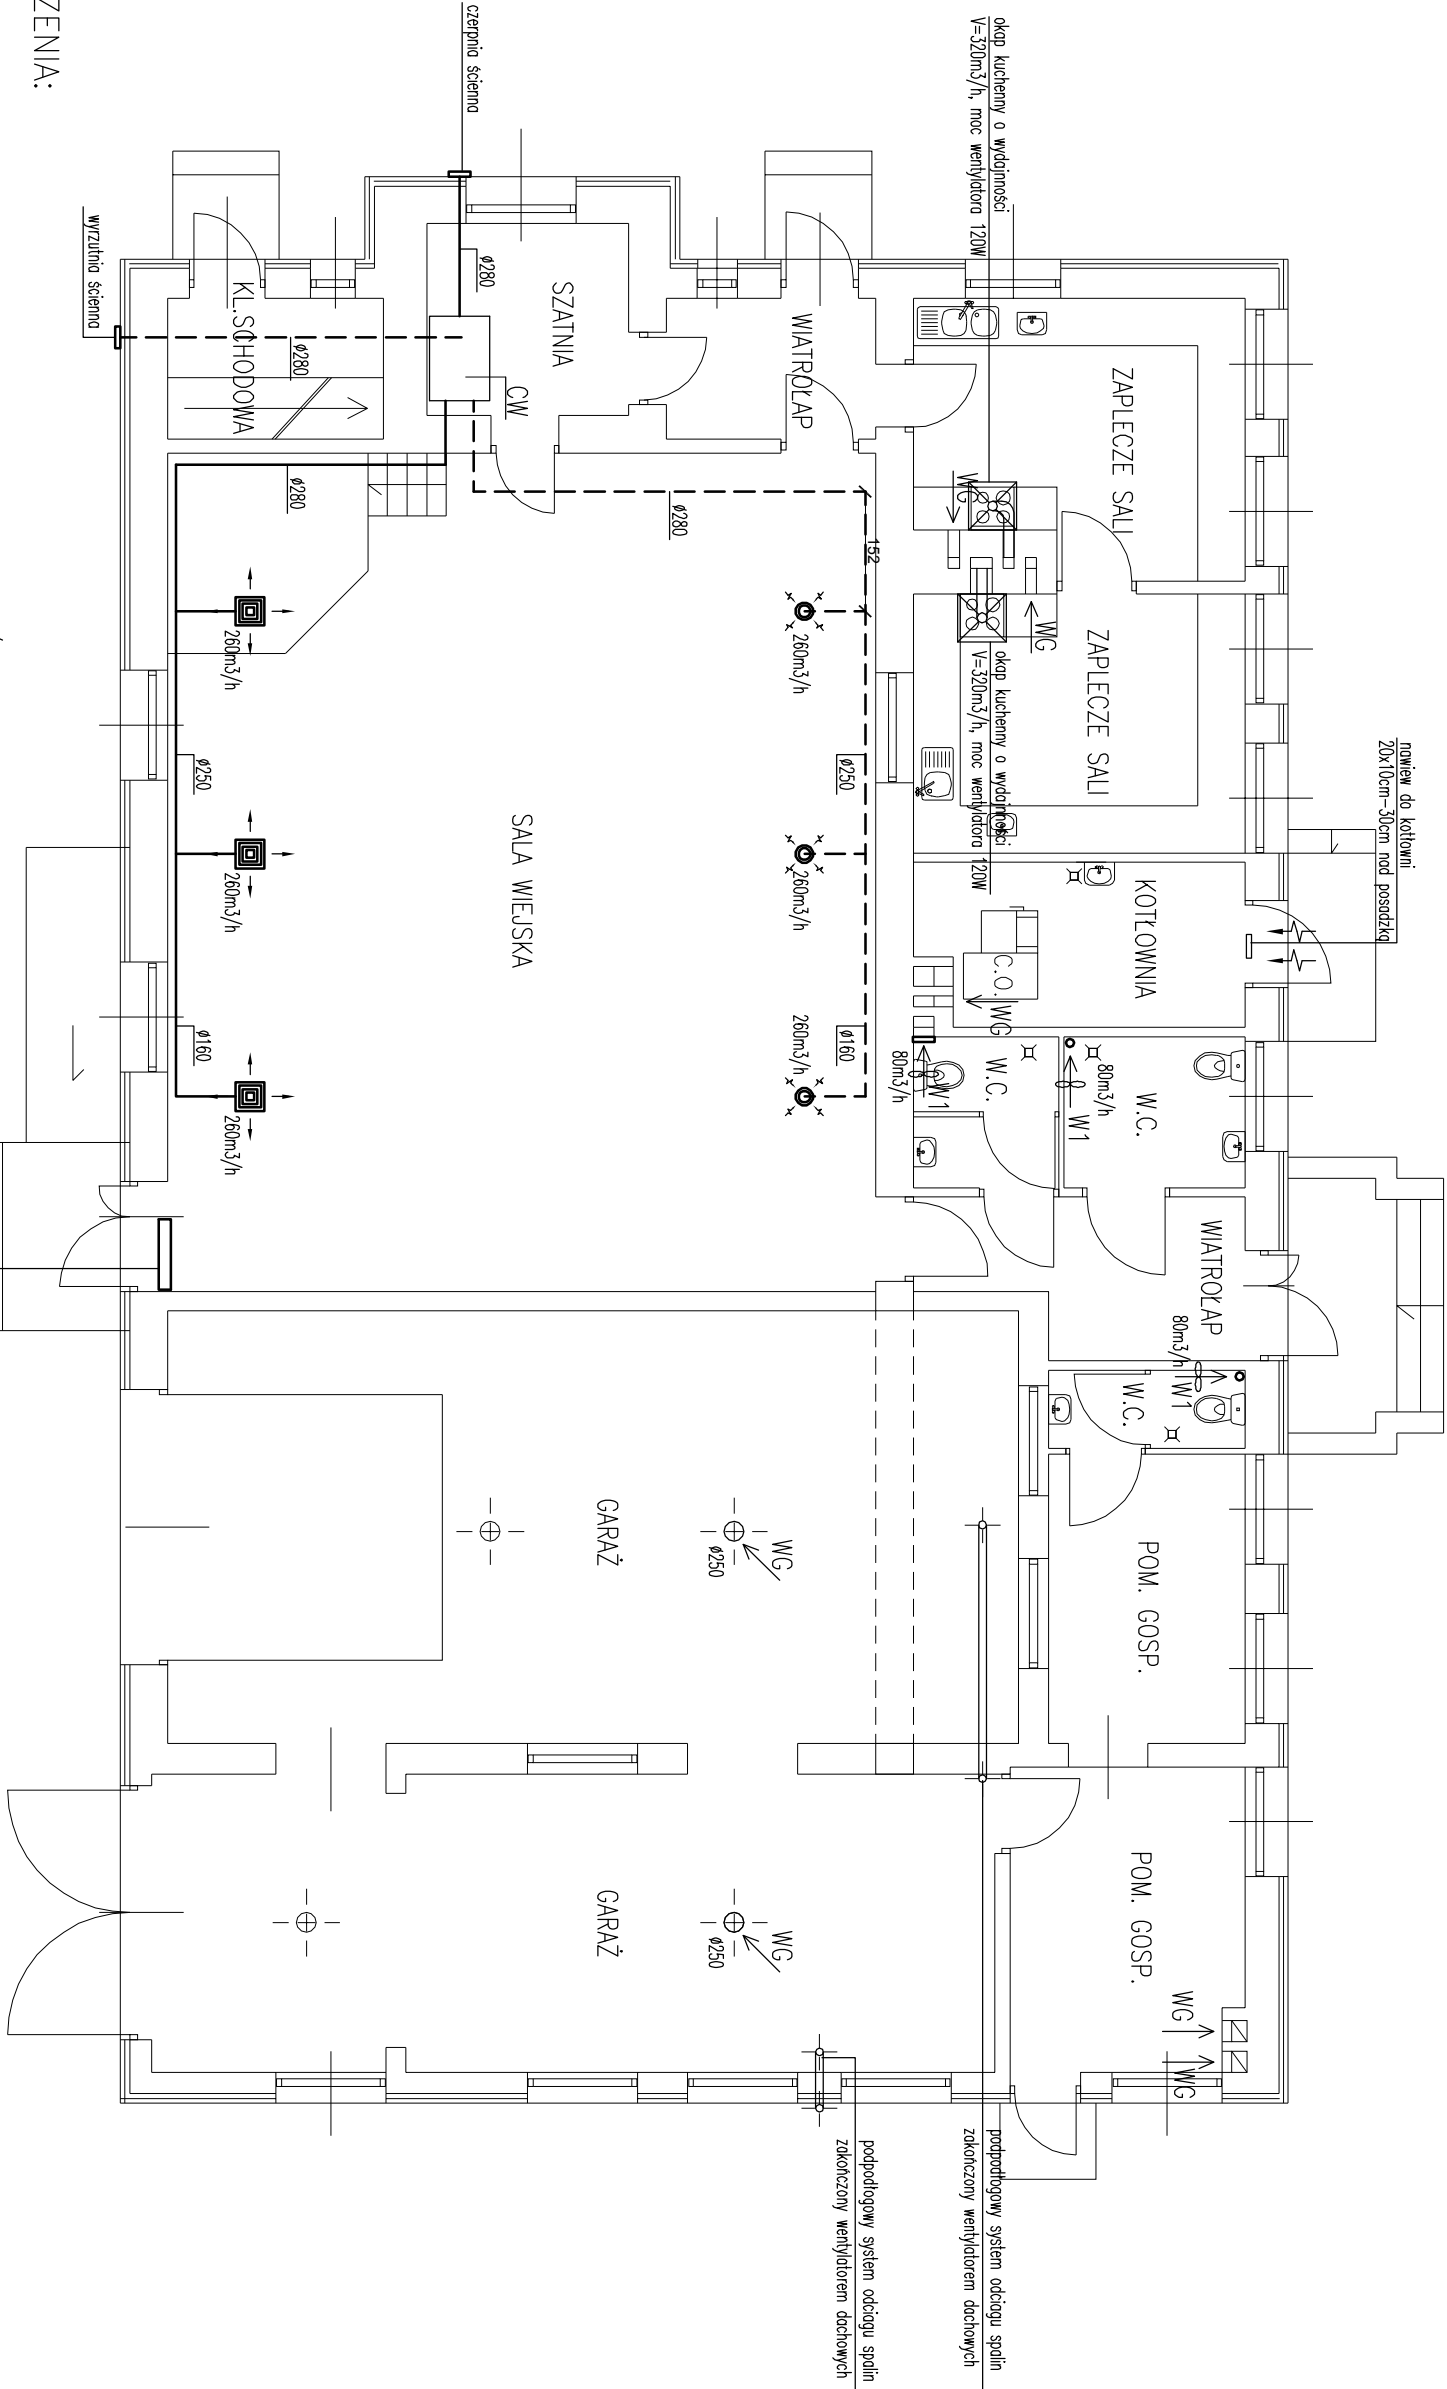 nawiew do kotłowni
20x10cm-30cm nad posadzką
okap kuchenny o wydajnności
V=320m3/h, moc wentylatora 120W
ZAPLECZE SALI
WG
ZAPLECZE SALI
WG
okap kuchenny o wydajnności
V=320m3/h, moc wentylatora 120W
KOTŁOWNIA
C.O.
WG
W.C.
80m3/h
W1
W.C.
80m3/h
W1
WIATROŁAP
80m3/h
W1
W.C.
POM. GOSP.
POM. GOSP.
WG
WG
podpodłogowy system odciągu spalin
zakończony wentylatorem dachowych
podpodłogowy system odciągu spalin
zakończony wentylatorem dachowych
WIATROŁAP
152
ø280
260m3/h
ø250
260m3/h
ø160
260m3/h
SZATNIA
CW
SALA WIEJSKA
czerpnia ścienna
ø280
KL.SCHODOWA
ø280
ø280
wyrzutnia ścienna
260m3/h
ø250
260m3/h
ø160
260m3/h
GARAŻ
WG
ø250
GARAŻ
WG
ø250
ZENIA: